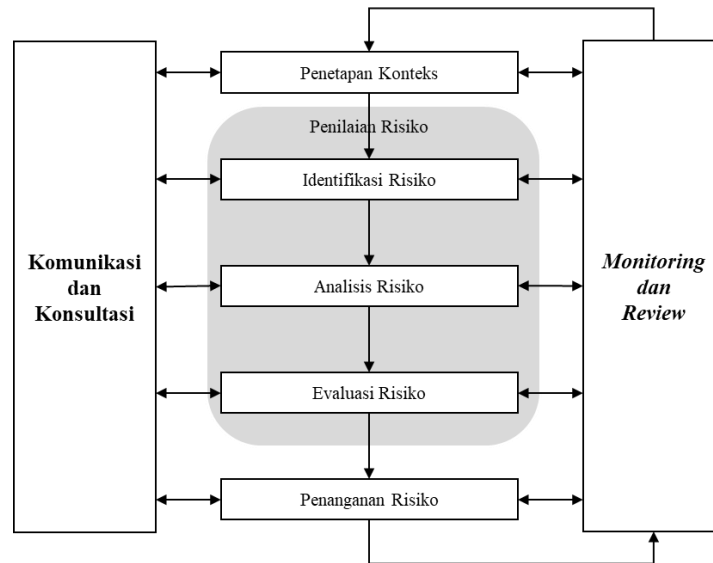 Penetapan Konteks
Penilaian Risiko
Identifikasi Risiko
Komunikasi
dan
Konsultasi
Analisis Risiko
Monitoring
dan
Review
Evaluasi Risiko
Penanganan Risiko